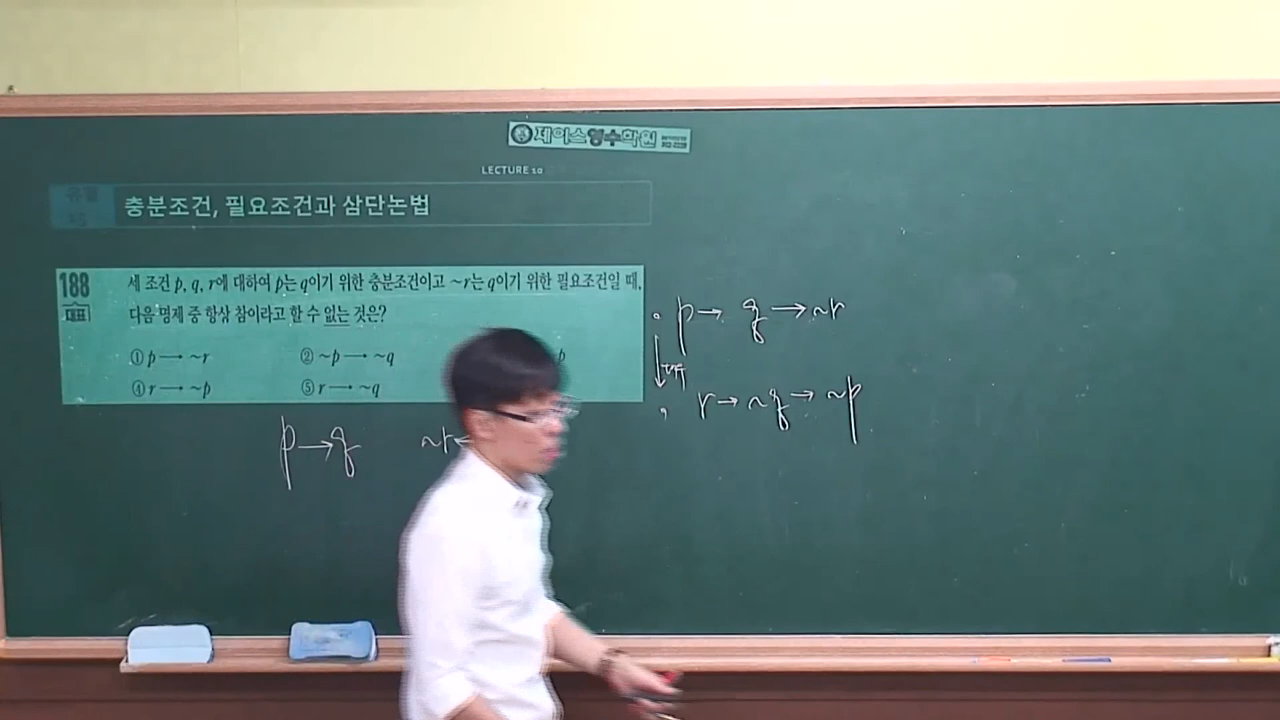 제이스영수학원
LECTURE 10
유형
충분조건, 필요조건과 삼단논법
188
대표
세 조건 p, q, r에 대하여 p는 q이기 위한 충분조건이고 ~r는 q이기 위한 필요조건일 때,
다음 명제 중 항상 참이라고 할 수 없는 것은?
① p → ~r ② ~p → ~q p
④ r → ~p ⑤ r → ~q
p → q ~r ←
· p → q → ~r
↓ 대우
· r → ~q → ~p